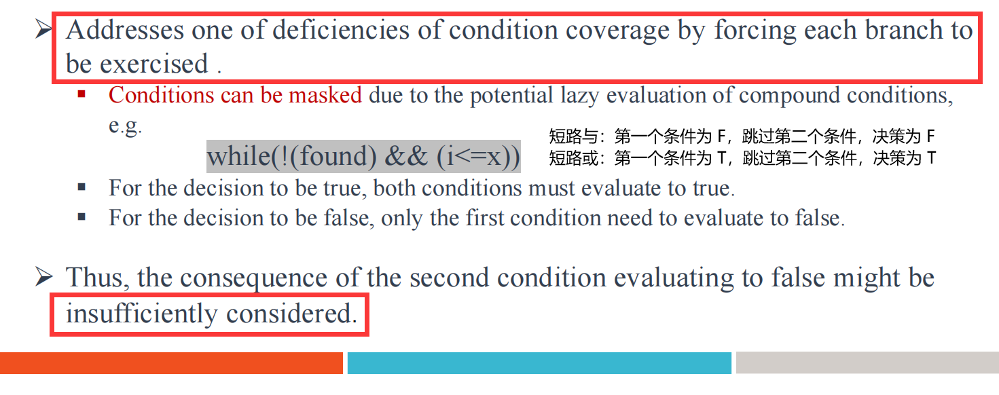 Addresses one of deficiencies of condition coverage by forcing each branch to
be exercised .
Conditions can be masked due to the potential lazy evaluation of compound conditions,
e.g.
while(!(found) && (i<=x))
短路与：第一个条件为 F，跳过第二个条件，决策为 F
短路或：第一个条件为 T，跳过第二个条件，决策为 T
For the decision to be true, both conditions must evaluate to true.
For the decision to be false, only the first condition need to evaluate to false.
Thus, the consequence of the second condition evaluating to false might be
insufficiently considered.